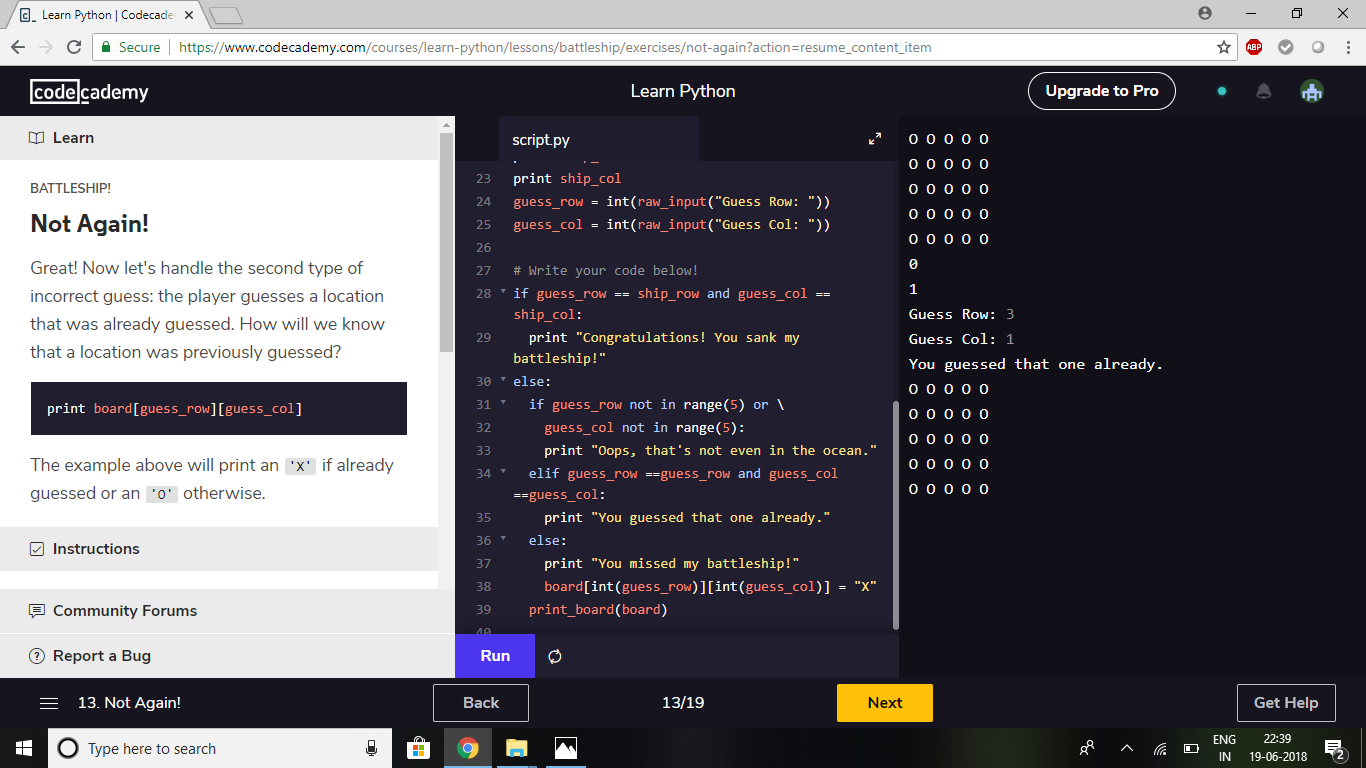 Learn Python | Codecade
Secure
https://www.codecademy.com/courses/learn-python/lessons/battleship/exercises/not-again?action=resume_content_item
ABP
codecademy
Learn Python
Upgrade to Pro
Learn
BATTLESHIP!
Not Again!
Great! Now let's handle the second type of
incorrect guess: the player guesses a location
that was already guessed. How will we know
that a location was previously guessed?
print board[guess_row][guess_col]
The example above will print an 'X' if already
guessed or an 'O' otherwise.
Instructions
Community Forums
Report a Bug
script.py
23 print ship_col
24 guess_row = int(raw_input("Guess Row: "))
25 guess_col = int(raw_input("Guess Col: "))
26
27 # Write your code below!
28 if guess_row == ship_row and guess_col ==
ship_col:
29 print "Congratulations! You sank my
battleship!"
30 else:
31 if guess_row not in range(5) or \
32 guess_col not in range(5):
33 print "Oops, that's not even in the ocean."
34 elif guess_row ==guess_row and guess_col
==guess_col:
35 print "You guessed that one already."
36 else:
37 print "You missed my battleship!"
38 board[int(guess_row)][int(guess_col)] = "X"
39 print_board(board)
40
Run
O O O O O
O O O O O
O O O O O
O O O O O
O O O O O
0
1
Guess Row: 3
Guess Col: 1
You guessed that one already.
O O O O O
O O O O O
O O O O O
O O O O O
O O O O O
13. Not Again!
Back
13/19
Next
Get Help
Type here to search
ENG
IN
22:39
19-06-2018
2